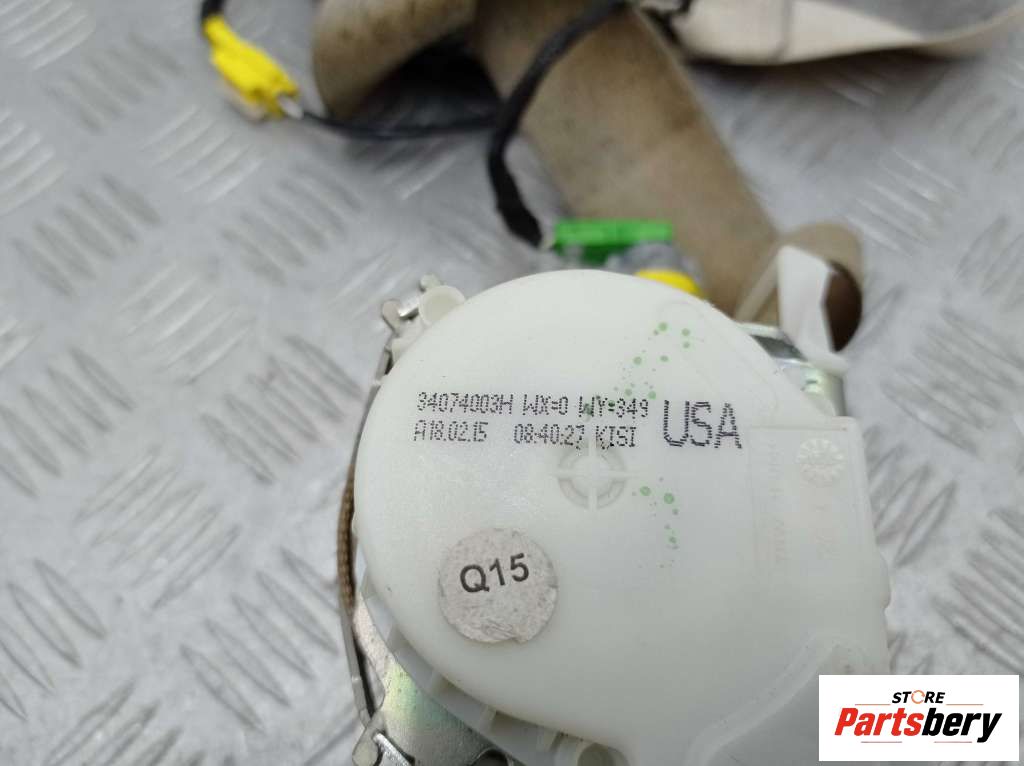 34074003H WX=0 WY=349
A18.02.15 08:40:27 KISI
USA
Q15
STORE
Partsbery